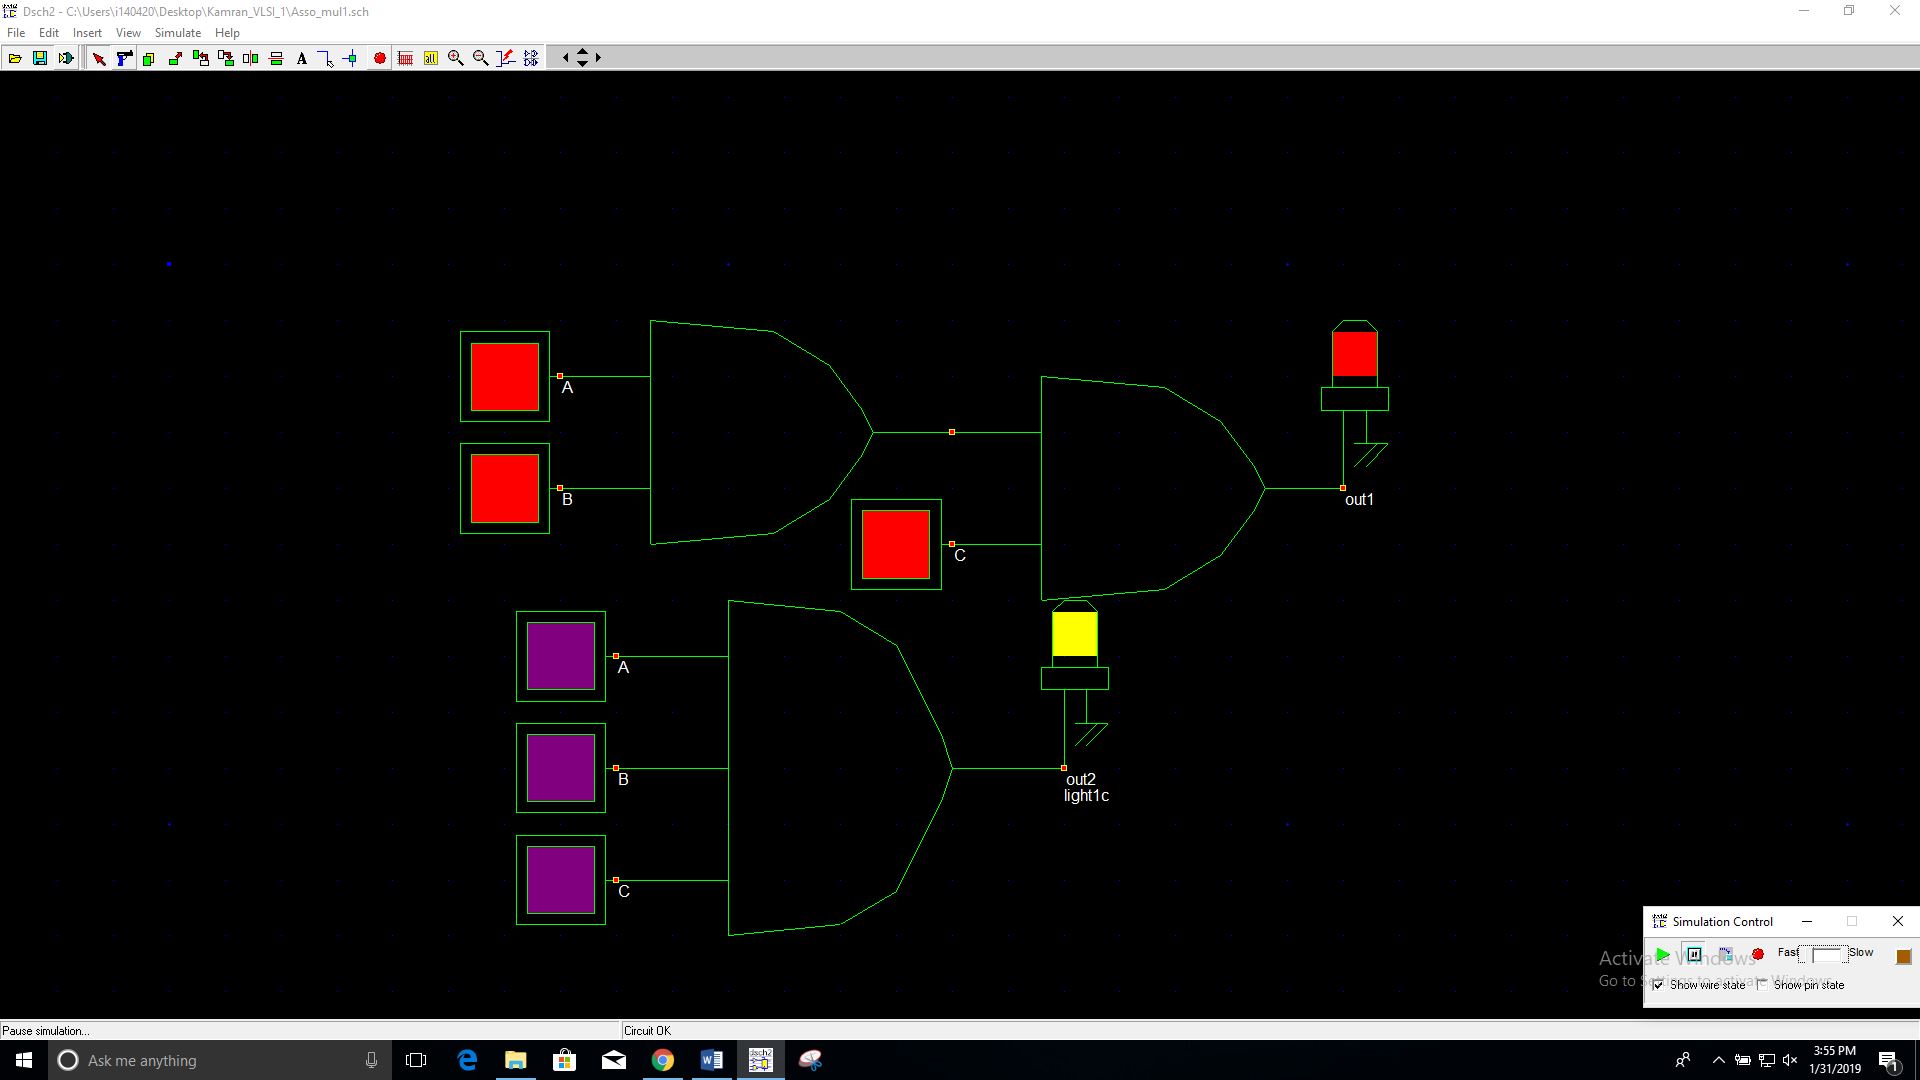 Dsch2 - C:\Users\i140420\Desktop\Kamran_VLSI_1\Asso_mul1.sch
File Edit Insert View Simulate Help
A
B
out1
C
A
B
out2
light1c
C
Simulation Control
Fast Slow
Activate Windows
Go to Settings to activate Windows.
Show wire state Show pin state
Pause simulation... Circuit OK
Ask me anything
3:55 PM
1/31/2019
1